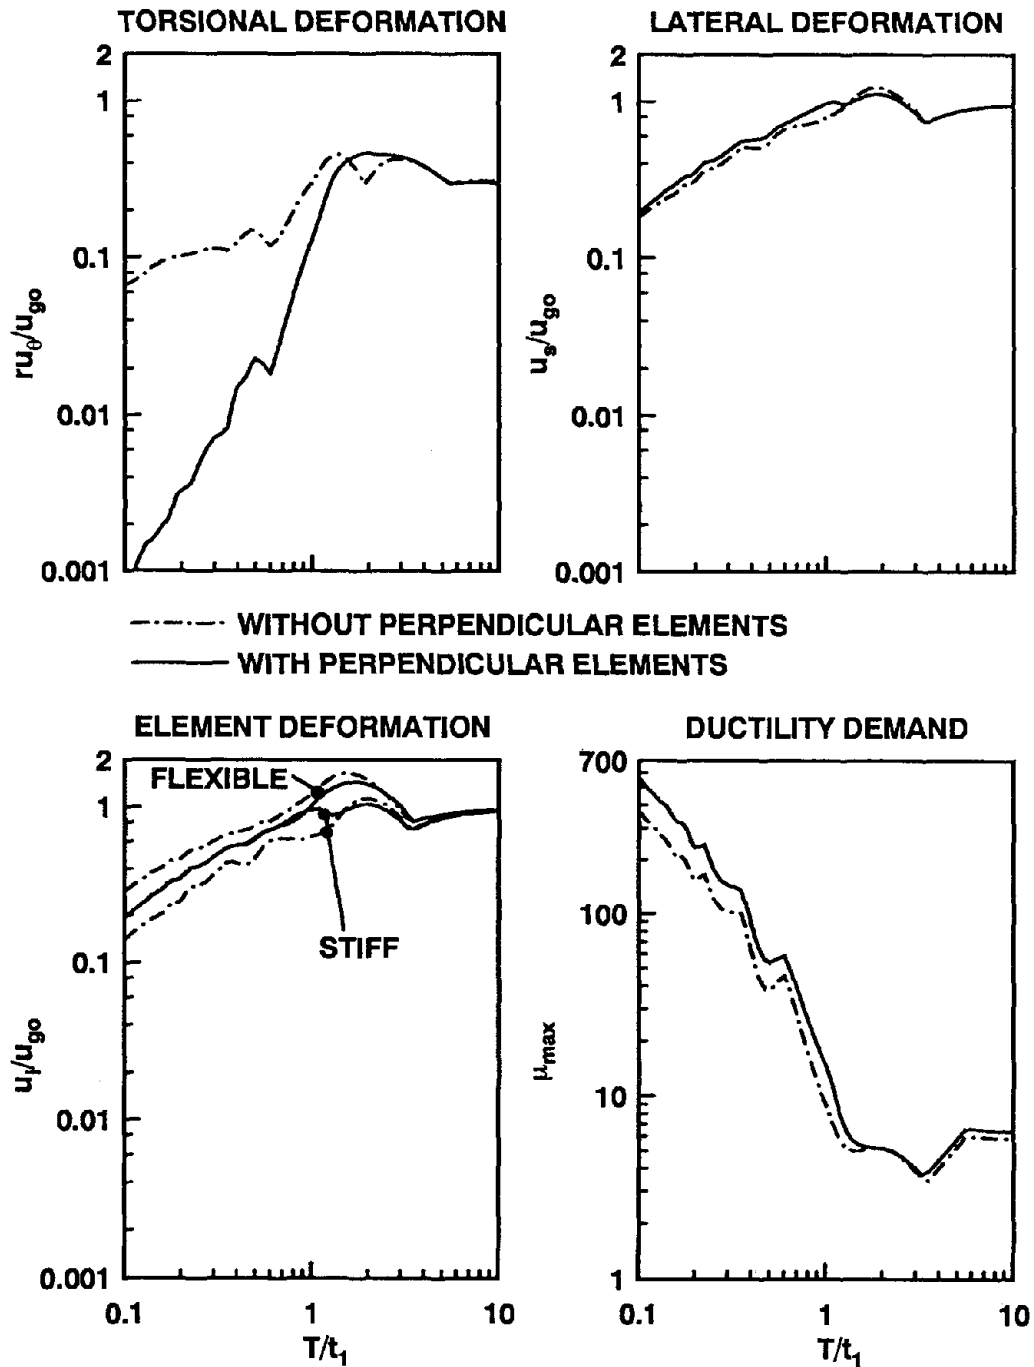 TORSIONAL DEFORMATION
2
1
0.1
0.01
0.001
ruθ/ugo
LATERAL DEFORMATION
2
1
0.1
0.01
0.001
us/ugo
WITHOUT PERPENDICULAR ELEMENTS
WITH PERPENDICULAR ELEMENTS
ELEMENT DEFORMATION
2
1
0.1
0.01
0.001
ui/ugo
FLEXIBLE
STIFF
0.1
1
10
T/t1
DUCTILITY DEMAND
700
100
10
1
μmax
0.1
1
10
T/t1